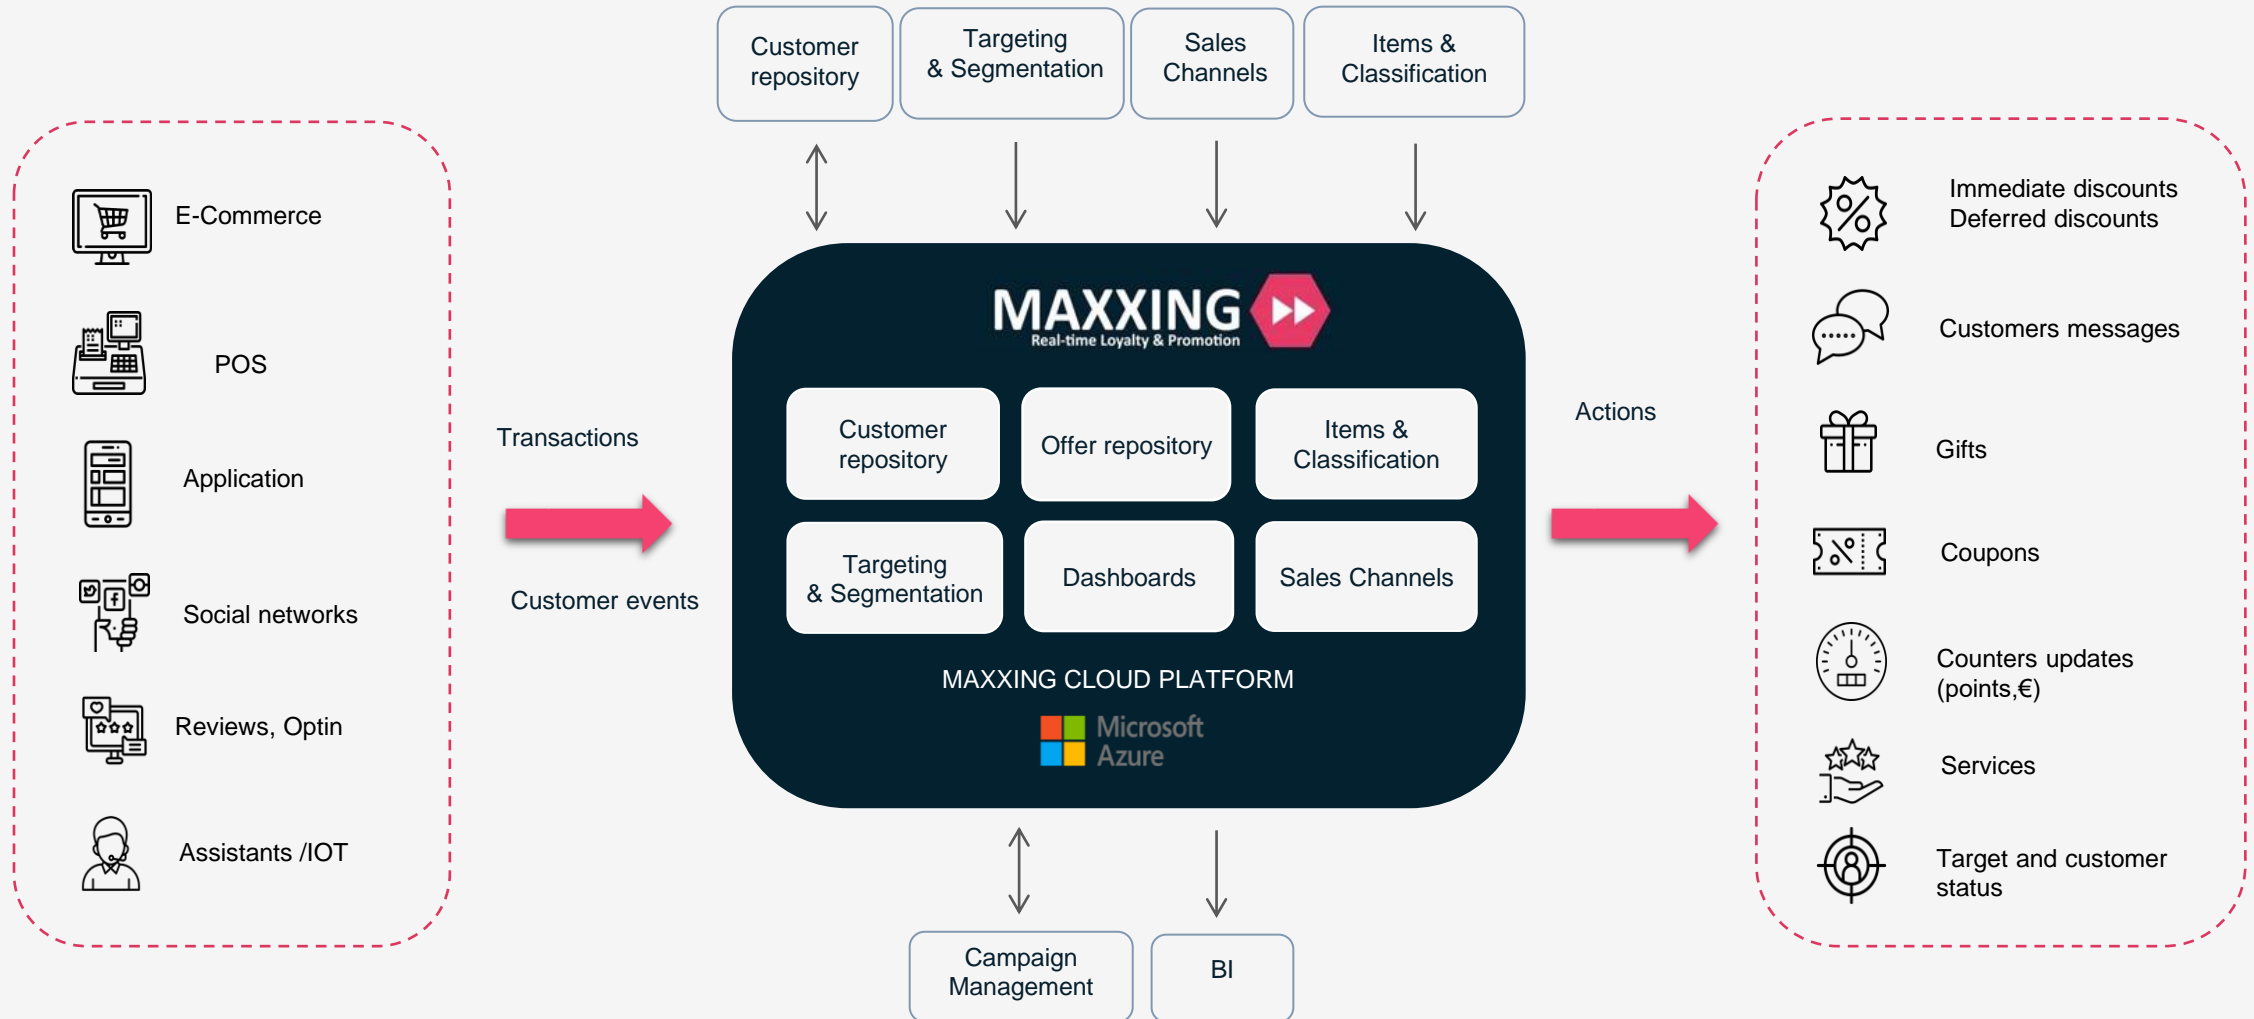 Customer
repository
Targeting
& Segmentation
Sales
Channels
Items &
Classification
E-Commerce
POS
Application
Social networks
Reviews, Optin
Assistants /IOT
Transactions
Customer events
MAXXING
Real-time Loyalty & Promotion
Customer
repository
Offer repository
Items &
Classification
Targeting
& Segmentation
Dashboards
Sales Channels
MAXXING CLOUD PLATFORM
Microsoft
Azure
Actions
Immediate discounts
Deferred discounts
Customers messages
Gifts
Coupons
Counters updates
(points,€)
Services
Target and customer
status
Campaign
Management
BI